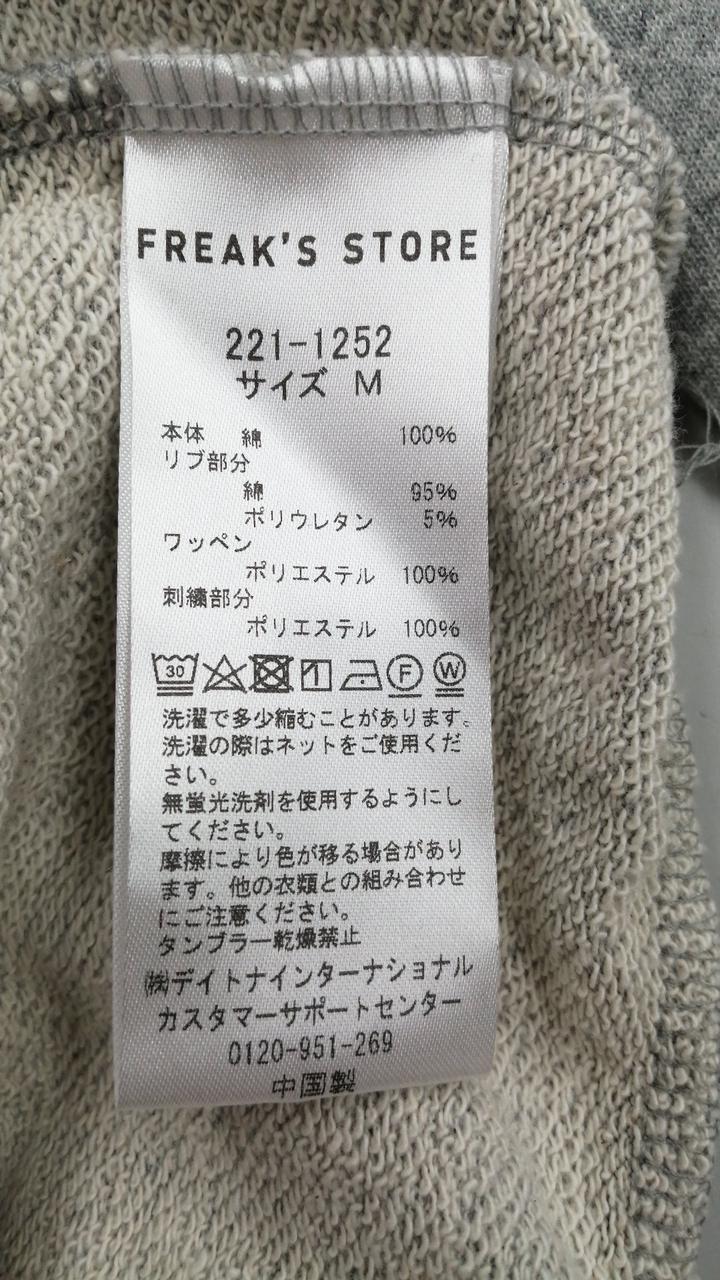 FREAK'S STORE
221-1252
サイズ M
本体 綿 100%
リブ部分
綿 95%
ポリウレタン 5%
ワッペン
ポリエステル 100%
刺繍部分
ポリエステル 100%
30 F W
洗濯で多少縮むことがあります。
洗濯の際はネットをご使用くだ
さい。
無蛍光洗剤を使用するようにし
てください。
摩擦により色が移る場合があり
ます。他の衣類との組み合わせ
にご注意ください。
タンブラー乾燥禁止
㈱デイトナインターナショナル
カスタマーサポートセンター
0120-951-269
中国製